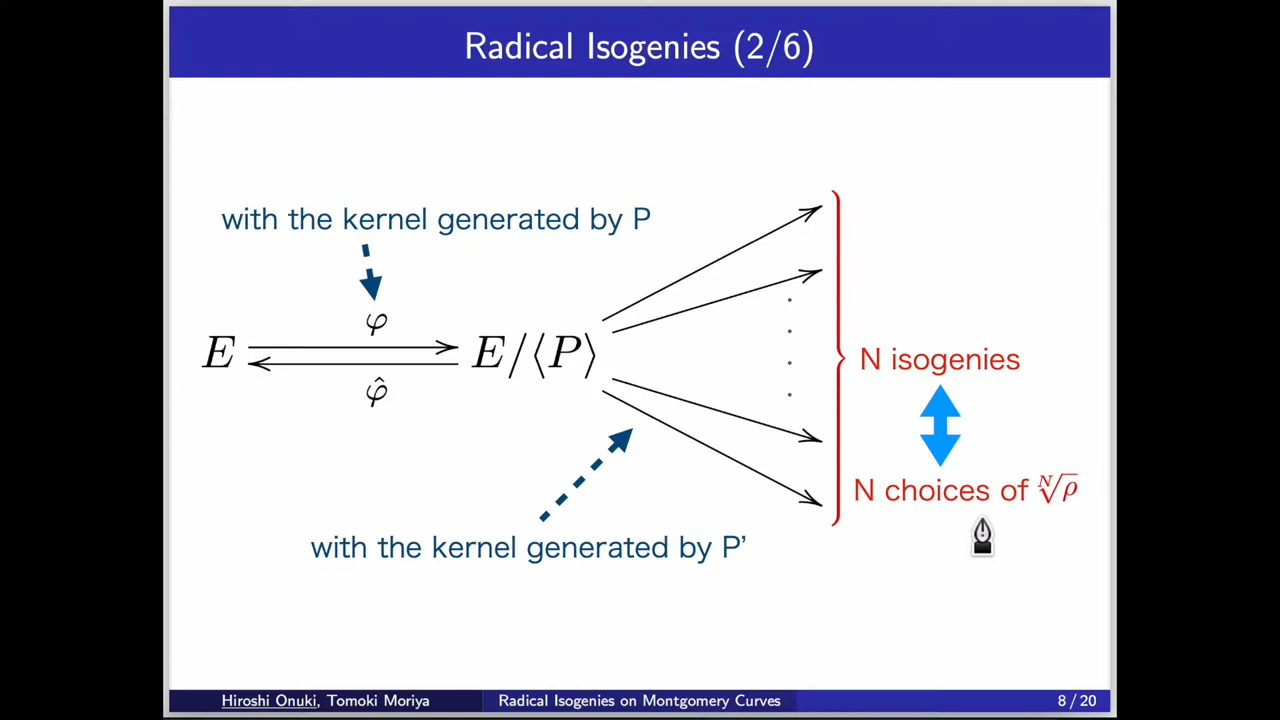 Radical Isogenies (2/6)
with the kernel generated by P
φ
E
E/⟨P⟩
φ̂
N isogenies
N choices of ᴺ√ρ
with the kernel generated by P’
Hiroshi Onuki, Tomoki Moriya
Radical Isogenies on Montgomery Curves
8 / 20